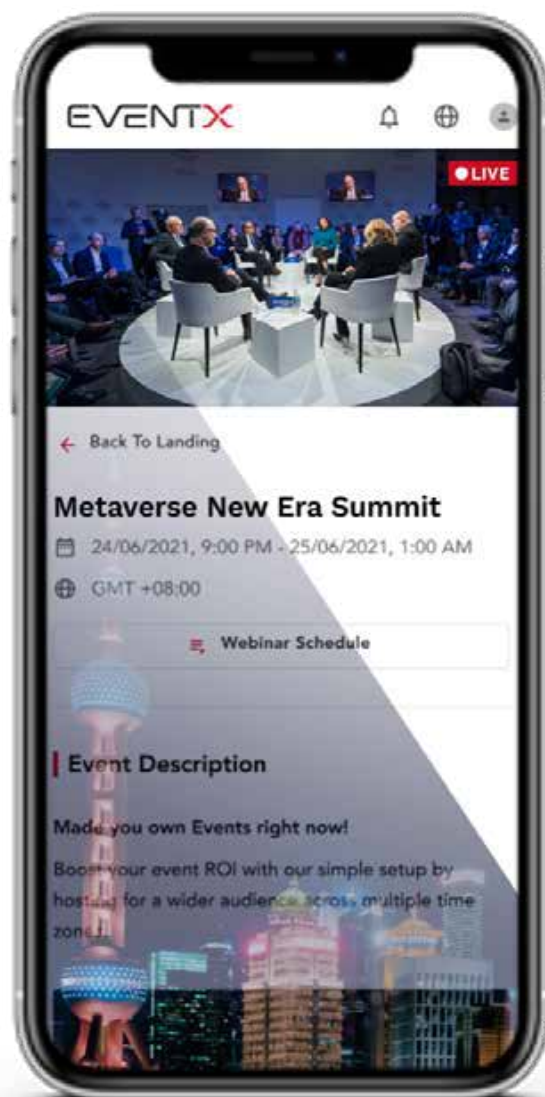 EVENTX
LIVE
Back To Landing
Metaverse New Era Summit
24/06/2021, 9:00 PM - 25/06/2021, 1:00 AM
GMT +08:00
Webinar Schedule
Event Description
Made you own Events right now!
Boost your event ROI with our simple setup by
hosting for a wider audience across multiple time
zones.